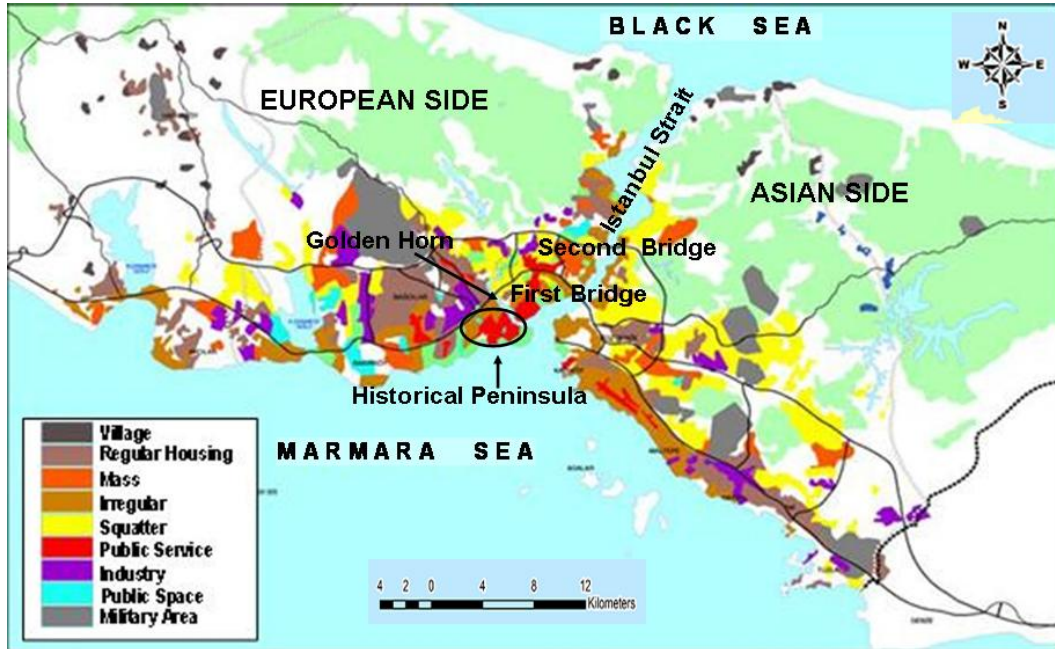 BLACK SEA
N
W E
S
EUROPEAN SIDE
Istanbul Strait
ASIAN SIDE
Golden Horn
Second Bridge
First Bridge
Historical Peninsula
MARMARA SEA
Village
Regular Housing
Mass
Irregular
Squatter
Public Service
Industry
Public Space
Military Area
4 2 0 4 8 12
Kilometers